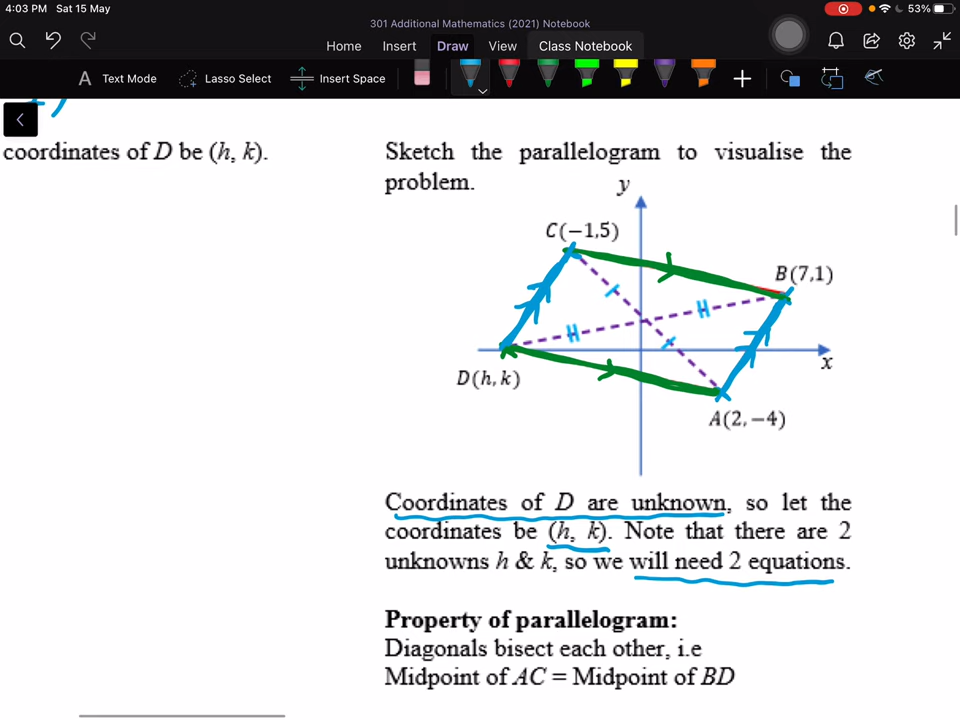 4:03 PM Sat 15 May
53%
301 Additional Mathematics (2021) Notebook
Home Insert Draw View Class Notebook
A Text Mode Lasso Select Insert Space
coordinates of D be (h, k).
Sketch the parallelogram to visualise the
problem.
y
C(−1,5)
B(7,1)
x
D(h, k)
A(2, −4)
Coordinates of D are unknown, so let the
coordinates be (h, k). Note that there are 2
unknowns h & k, so we will need 2 equations.
Property of parallelogram:
Diagonals bisect each other, i.e
Midpoint of AC = Midpoint of BD